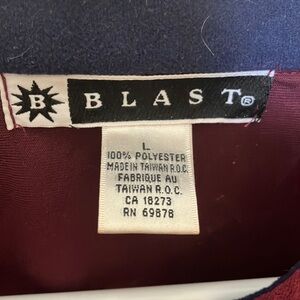 B BLAST®
L
100% POLYESTER
MADE IN TAIWAN R.O.C.
FABRIQUE AU
TAIWAN R.O.C.
CA 18273
RN 69878